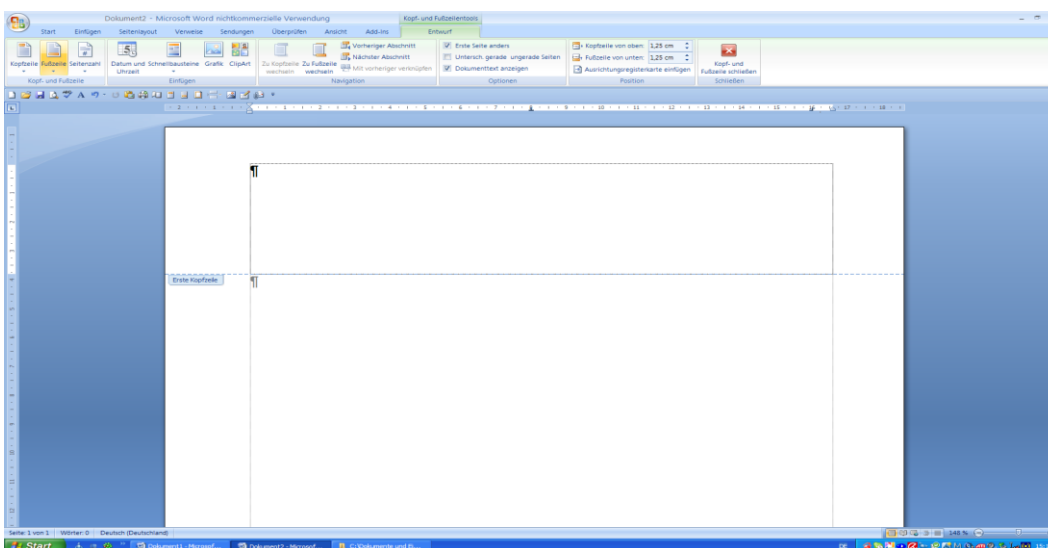 Dokument2 - Microsoft Word nichtkommerzielle Verwendung
Kopf- und Fußzeilentools
Start Einfügen Seitenlayout Verweise Sendungen Überprüfen Ansicht Add-Ins Entwurf
Kopfzeile Fußzeile Seitenzahl
Kopf- und Fußzeile
Datum und Uhrzeit Schnellbausteine Grafik ClipArt
Einfügen
Zu Kopfzeile wechseln Zu Fußzeile wechseln
Vorheriger Abschnitt
Nächster Abschnitt
Mit vorheriger verknüpfen
Navigation
Erste Seite anders
Untersch. gerade ungerade Seiten
Dokumenttext anzeigen
Optionen
Kopfzeile von oben: 1,25 cm
Fußzeile von unten: 1,25 cm
Ausrichtungsregisterkarte einfügen
Position
Kopf- und Fußzeile schließen
Schließen
¶
Erste Kopfzeile
¶
Seite: 1 von 1 Wörter: 0 Deutsch (Deutschland)
148 %
Start
Dokument1 - Microsof...
Dokument2 - Microsof...
C:\Dokumente und E...
DE